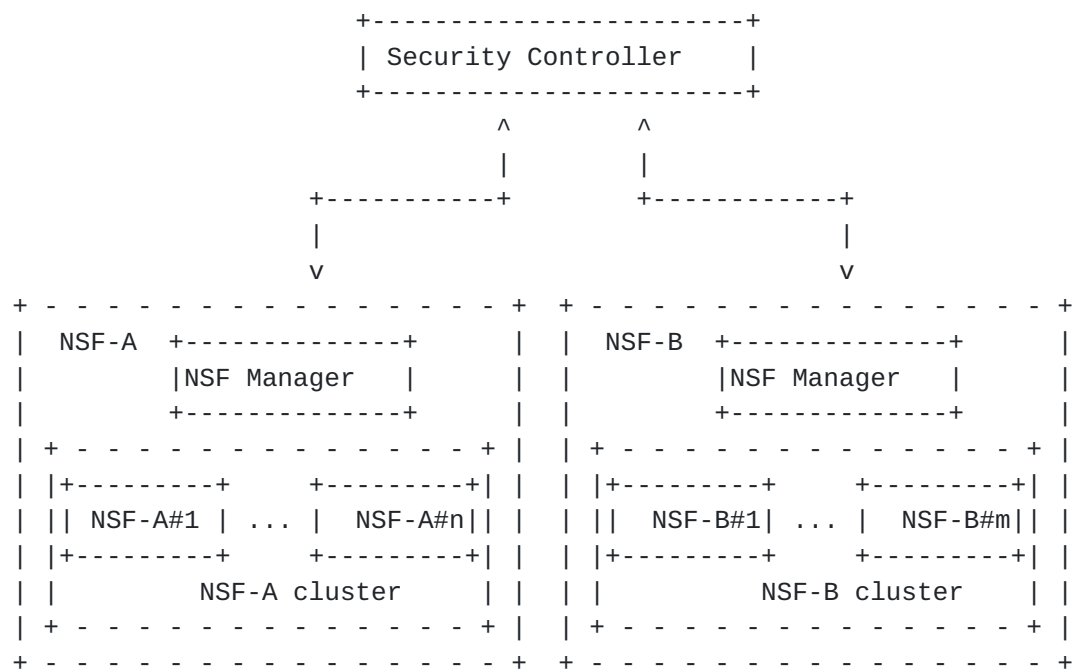 Security Controller
NSF-A NSF-B
NSF Manager NSF Manager
NSF-A#1 ... NSF-A#n NSF-B#1 ... NSF-B#m
NSF-A cluster NSF-B cluster